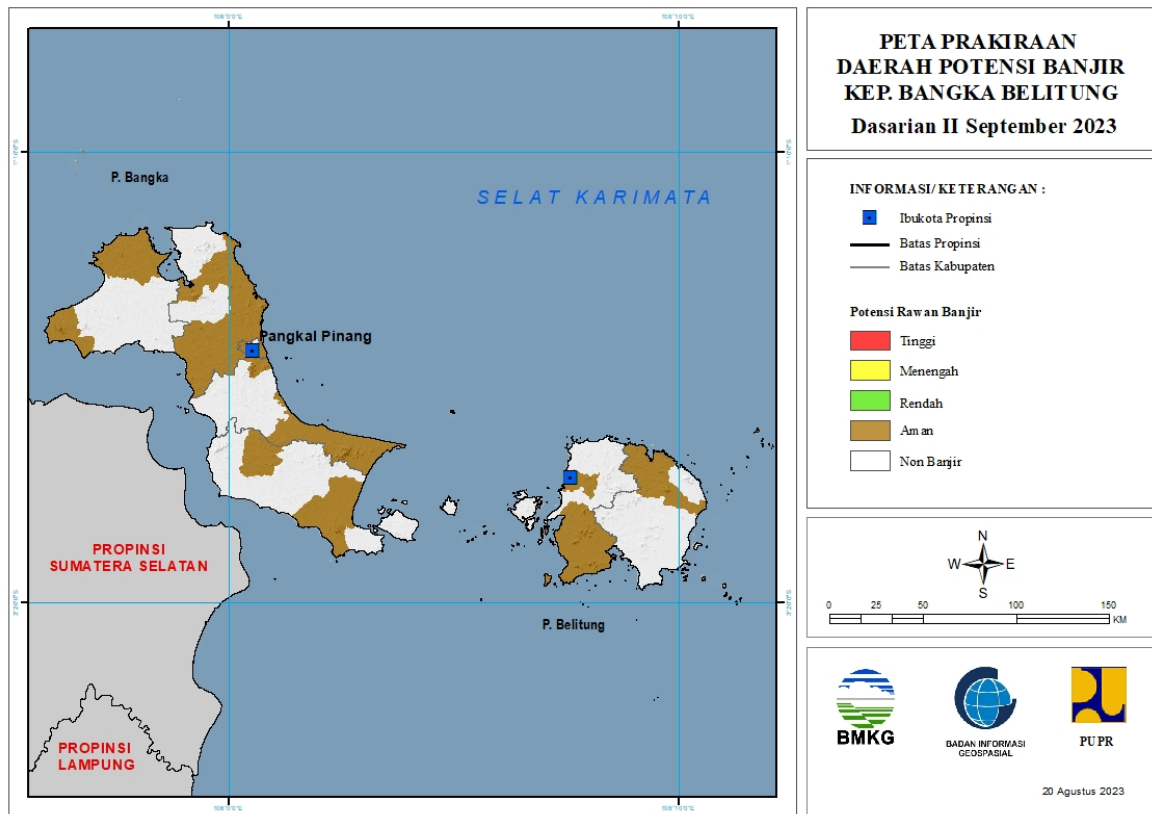 PETA PRAKIRAAN
DAERAH POTENSI BANJIR
KEP. BANGKA BELITUNG
Dasarian II September 2023
INFORMASI/ KETERANGAN :
Ibukota Propinsi
Batas Propinsi
Batas Kabupaten
Potensi Rawan Banjir
Tinggi
Menengah
Rendah
Aman
Non Banjir
N
W E
S
0 25 50 100 150
KM
BMKG
BADAN INFORMASI
GEOSPASIAL
PUPR
20 Agustus 2023
P. Bangka
SELAT KARIMATA
Pangkal Pinang
PROPINSI
SUMATERA SELATAN
P. Belitung
PROPINSI
LAMPUNG